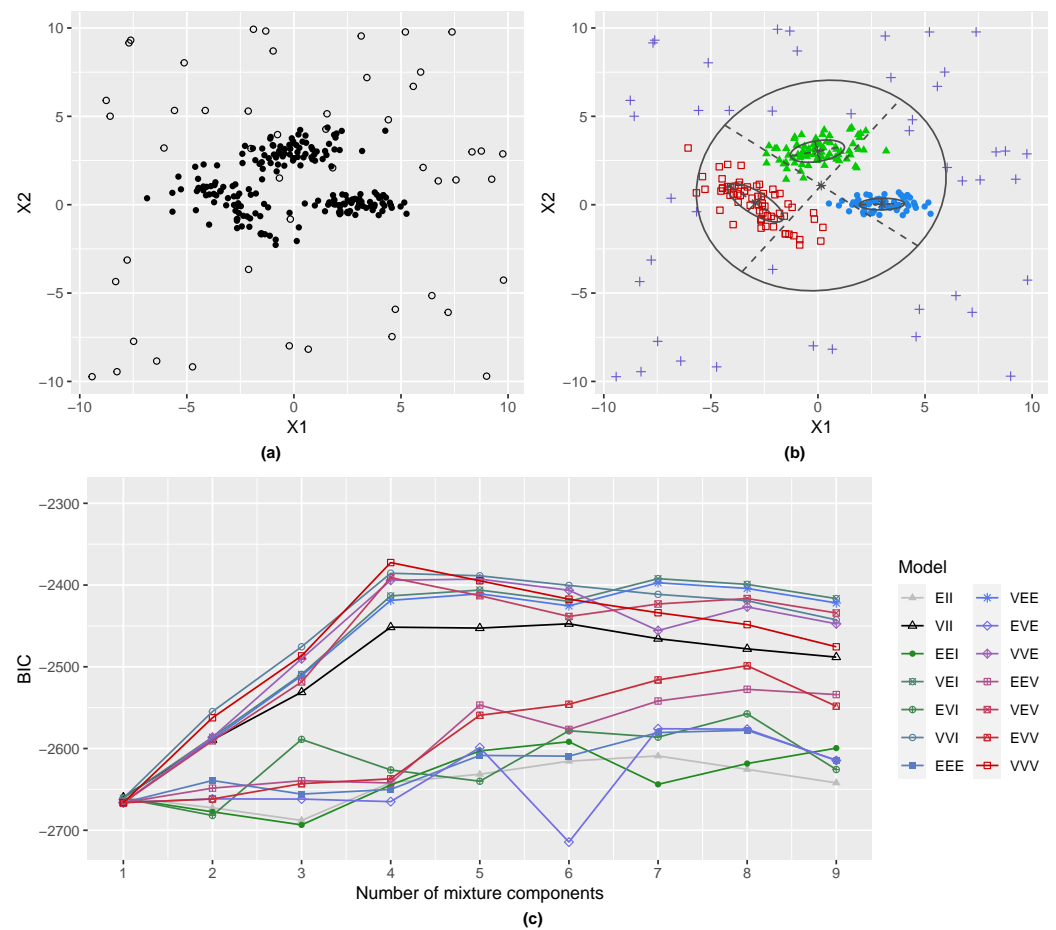 10
5
0
−5
−10
X2
−10 −5 0 5 10
X1
(a)
10
5
0
−5
−10
X2
−10 −5 0 5 10
X1
(b)
−2300
−2400
−2500
−2600
−2700
BIC
1 2 3 4 5 6 7 8 9
Number of mixture components
(c)
Model
EII VEE
VII EVE
EEI VVE
VEI EEV
EVI VEV
VVI EVV
EEE VVV